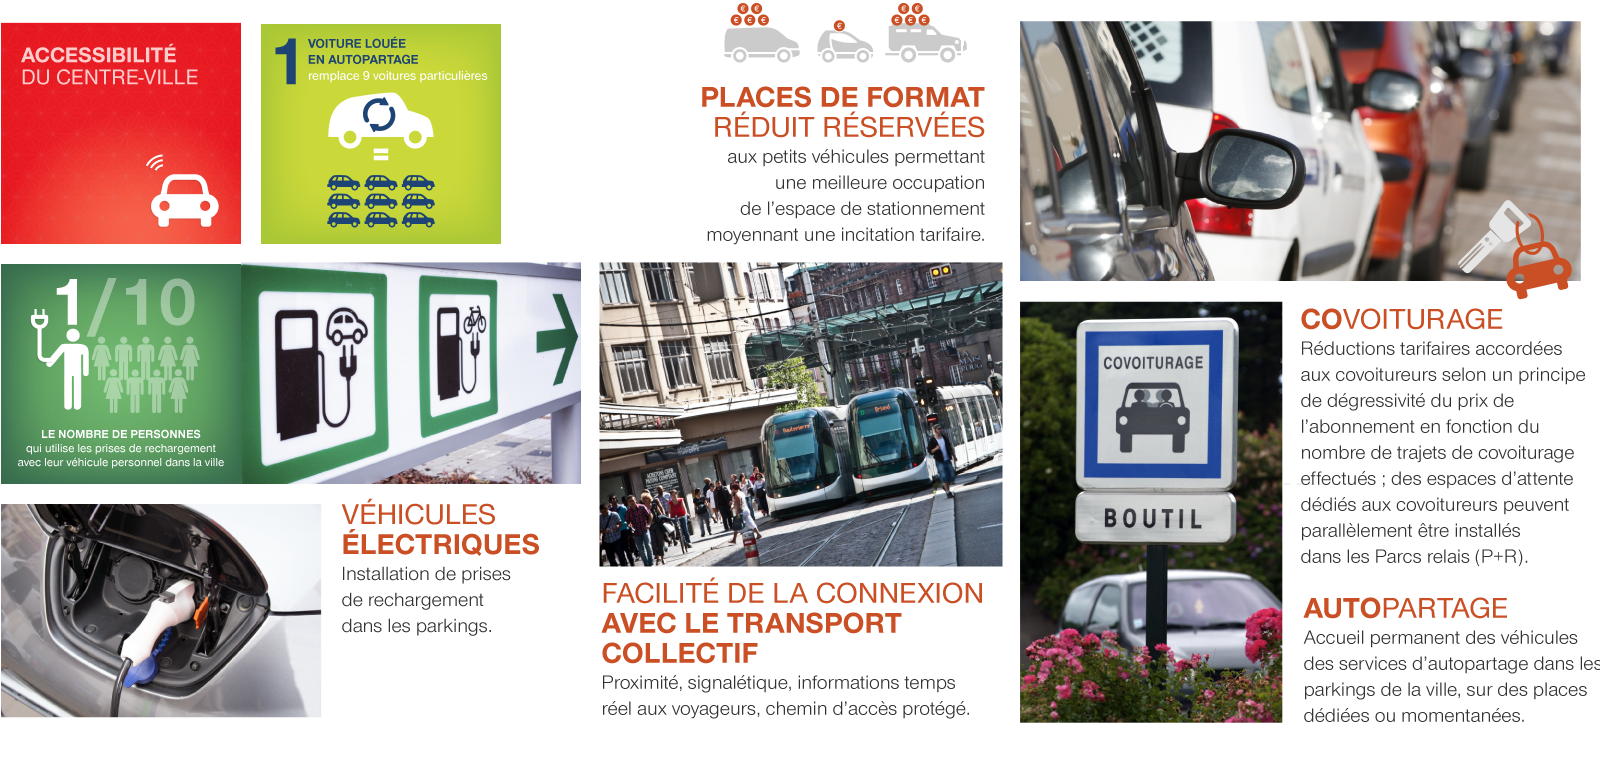 ACCESSIBILITÉ
DU CENTRE-VILLE
1
VOITURE LOUÉE
EN AUTOPARTAGE
remplace 9 voitures particulières
=
PLACES DE FORMAT
RÉDUIT RÉSERVÉES
aux petits véhicules permettant
une meilleure occupation
de l'espace de stationnement
moyennant une incitation tarifaire.
1/10
LE NOMBRE DE PERSONNES
qui utilise les prises de rechargement
avec leur véhicule personnel dans la ville
VÉHICULES
ÉLECTRIQUES
Installation de prises
de rechargement
dans les parkings.
FACILITÉ DE LA CONNEXION
AVEC LE TRANSPORT
COLLECTIF
Proximité, signalétique, informations temps
réel aux voyageurs, chemin d'accès protégé.
COVOITURAGE
BOUTIL
COVOITURAGE
Réductions tarifaires accordées
aux covoitureurs selon un principe
de dégressivité du prix de
l'abonnement en fonction du
nombre de trajets de covoiturage
effectués ; des espaces d'attente
dédiés aux covoitureurs peuvent
parallèlement être installés
dans les Parcs relais (P+R).
AUTOPARTAGE
Accueil permanent des véhicules
des services d'autopartage dans les
parkings de la ville, sur des places
dédiées ou momentanées.